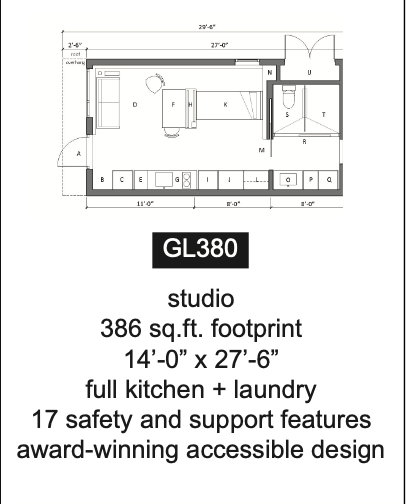 29'-6"
2'-6" 27'-0"
roof
overhang
N U
D F H K S T
R
A M
B C E G I J L O P Q
11'-0" 8'-0" 8'-0"
GL380
studio
386 sq.ft. footprint
14’-0” x 27’-6”
full kitchen + laundry
17 safety and support features
award-winning accessible design